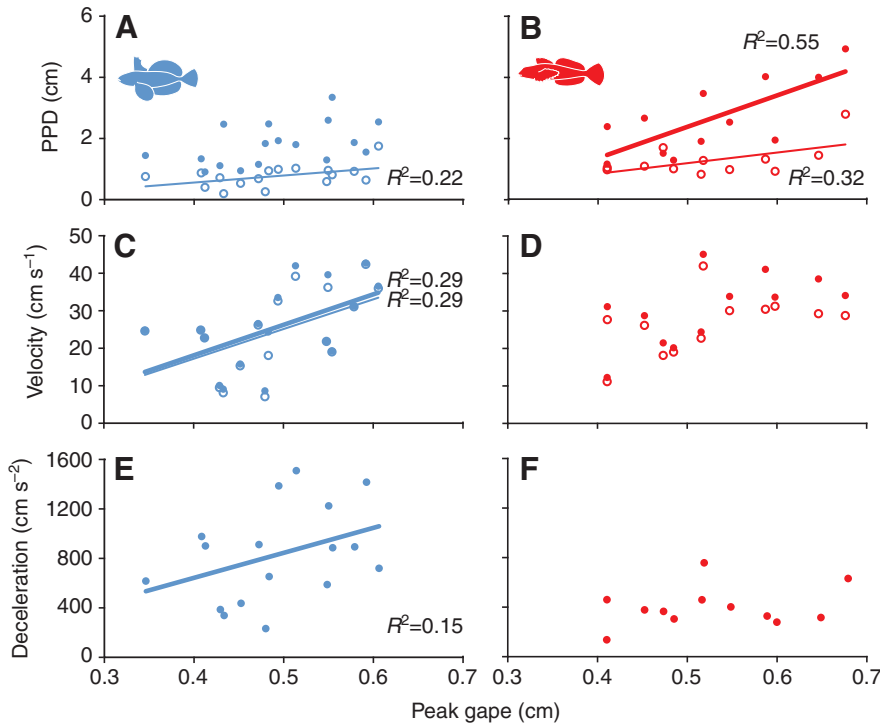 A
B
6
4
2
0
PPD (cm)
R²=0.22
R²=0.55
R²=0.32
C
D
50
40
30
20
10
0
Velocity (cm s⁻¹)
R²=0.29
R²=0.29
E
F
1600
1200
800
400
0
Deceleration (cm s⁻²)
R²=0.15
0.3 0.4 0.5 0.6 0.7 0.3 0.4 0.5 0.6 0.7
Peak gape (cm)